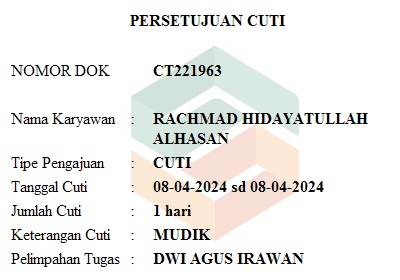 PERSETUJUAN CUTI
NOMOR DOK CT221963
Nama Karyawan : RACHMAD HIDAYATULLAH
ALHASAN
Tipe Pengajuan : CUTI
Tanggal Cuti : 08-04-2024 sd 08-04-2024
Jumlah Cuti : 1 hari
Keterangan Cuti : MUDIK
Pelimpahan Tugas : DWI AGUS IRAWAN